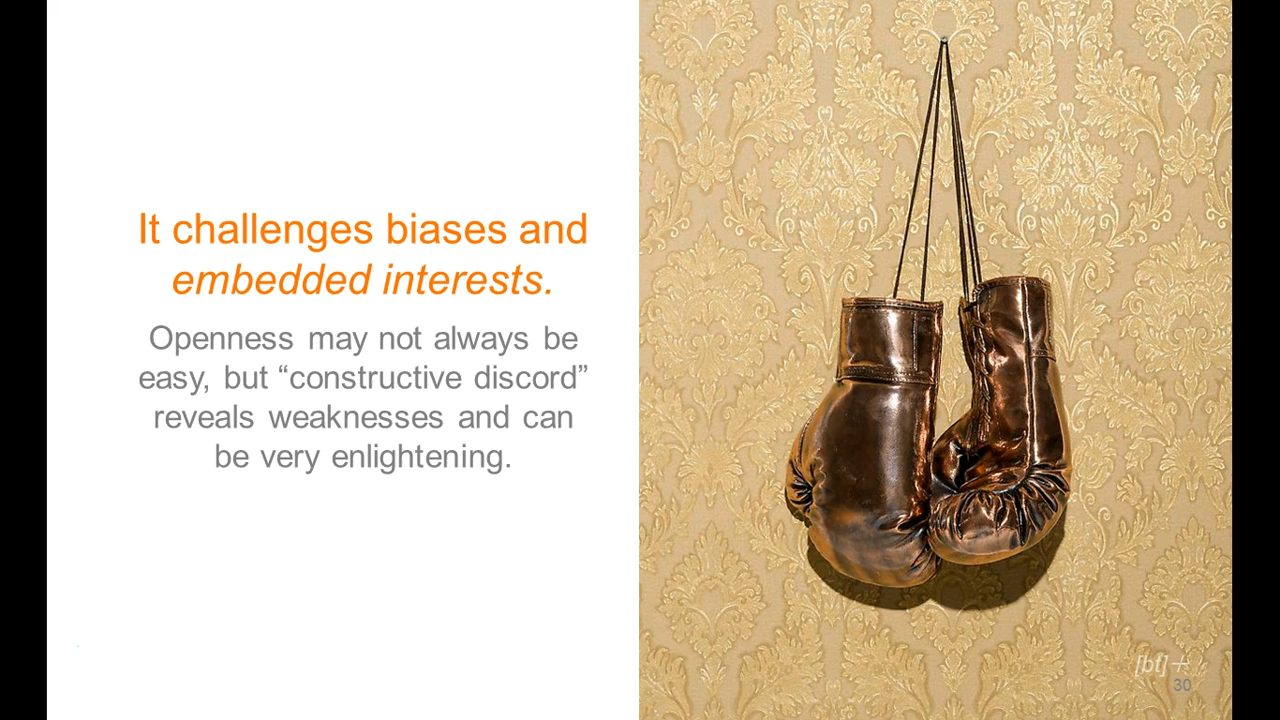 It challenges biases and
embedded interests.
Openness may not always be
easy, but “constructive discord”
reveals weaknesses and can
be very enlightening.
[bt]+
30